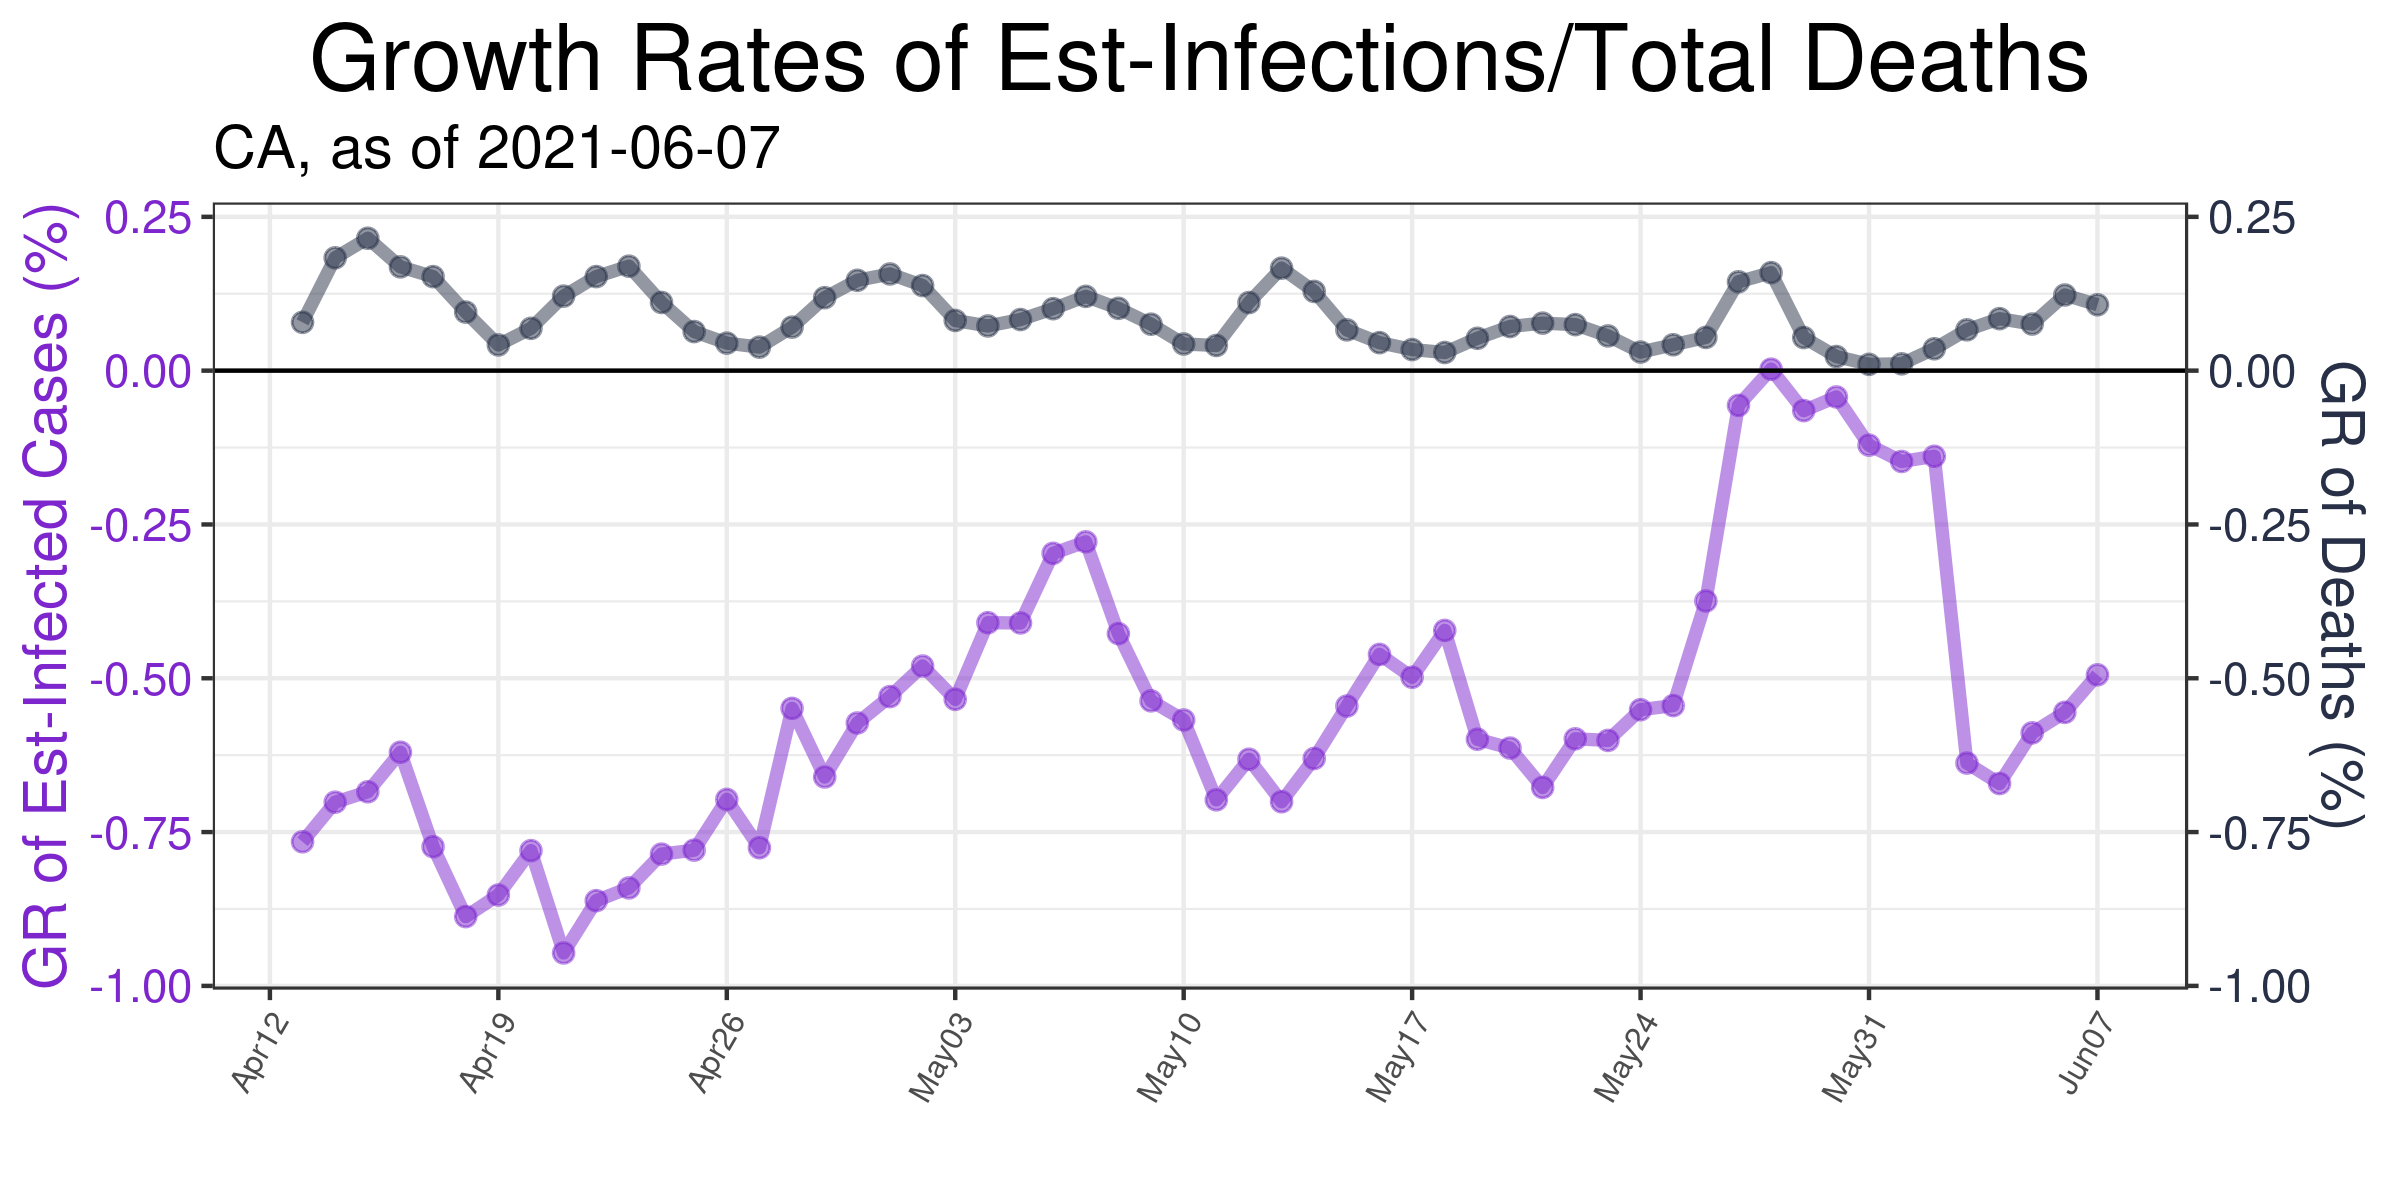 Growth Rates of Est-Infections/Total Deaths
CA, as of 2021-06-07
GR of Est-Infected Cases (%)
0.25
0.00
-0.25
-0.50
-0.75
-1.00
0.25
0.00
-0.25
-0.50
-0.75
-1.00
GR of Deaths (%)
Apr12
Apr19
Apr26
May03
May10
May17
May24
May31
Jun07